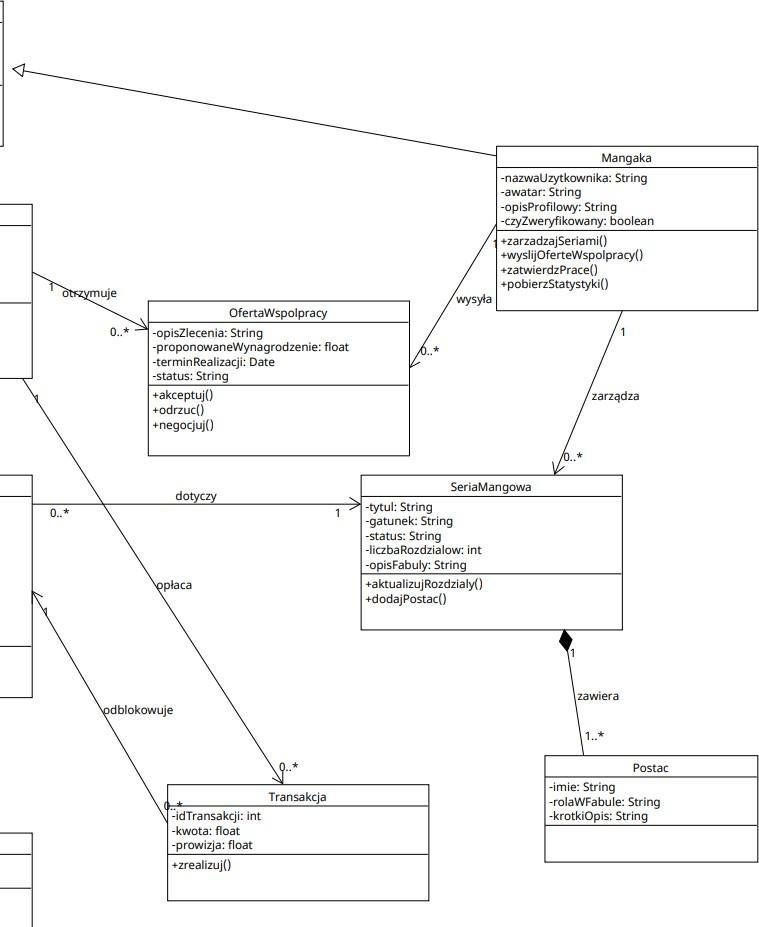 Mangaka
-nazwaUzytkownika: String
-awatar: String
-opisProfilowy: String
-czyZweryfikowany: boolean
+zarzadzajSeriami()
+wyslijOferteWspolpracy()
+zatwierdzPrace()
+pobierzStatystyki()
1
wysyła
0..*
1
otrzymuje
0..*
OfertaWspolpracy
-opisZlecenia: String
-proponowaneWynagrodzenie: float
-terminRealizacji: Date
-status: String
+akceptuj()
+odrzuc()
+negocjuj()
1
zarządza
0..*
1
opłaca
0..*
0..*
dotyczy
1
SeriaMangowa
-tytul: String
-gatunek: String
-status: String
-liczbaRozdzialow: int
-opisFabuly: String
+aktualizujRozdzialy()
+dodajPostac()
1
zawiera
1..*
1
odblokowuje
0..*
Transakcja
-idTransakcji: int
-kwota: float
-prowizja: float
+zrealizuj()
Postac
-imie: String
-rolaWFabule: String
-krotkiOpis: String